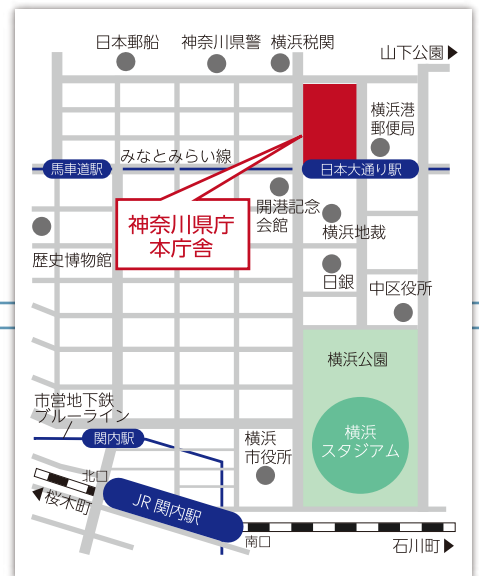 日本郵船
神奈川県警
横浜税関
山下公園▶
横浜港
郵便局
みなとみらい線
馬車道駅
日本大通り駅
開港記念
会館
神奈川県庁
本庁舎
横浜地裁
歴史博物館
日銀
中区役所
横浜公園
市営地下鉄
ブルーライン
関内駅
横浜
市役所
横浜
スタジアム
北口
◀桜木町
JR 関内駅
南口
石川町▶